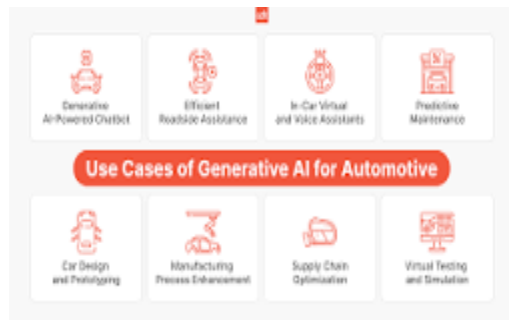 Generative
AI-Powered Chatbot
Efficient
Roadside Assistance
In-Car Virtual
and Voice Assistants
Predictive
Maintenance
Use Cases of Generative AI for Automotive
Car Design
and Prototyping
Manufacturing
Process Enhancement
Supply Chain
Optimization
Virtual Testing
and Simulation